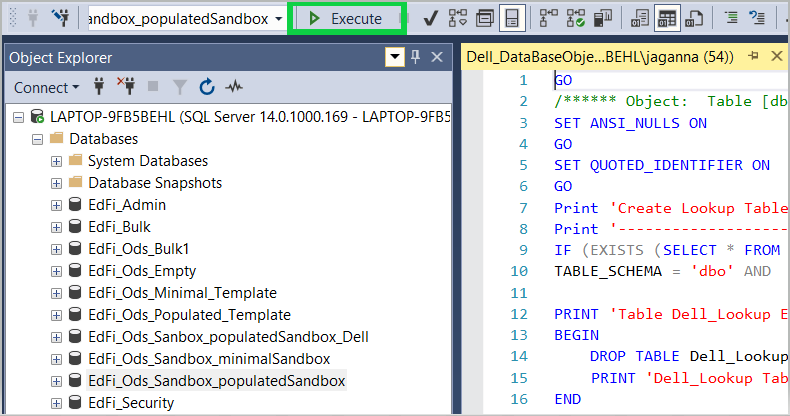 andbox_populatedSandbox Execute
Object Explorer
Dell_DataBaseObje...BEHL\jaganna (54))
Connect
LAPTOP-9FB5BEHL (SQL Server 14.0.1000.169 - LAPTOP-9FB5
Databases
System Databases
Database Snapshots
EdFi_Admin
EdFi_Bulk
EdFi_Ods_Bulk1
EdFi_Ods_Empty
EdFi_Ods_Minimal_Template
EdFi_Ods_Populated_Template
EdFi_Ods_Sanbox_populatedSandbox_Dell
EdFi_Ods_Sandbox_minimalSandbox
EdFi_Ods_Sandbox_populatedSandbox
EdFi_Security
1 GO
2 /****** Object:  Table [db
3 SET ANSI_NULLS ON
4 GO
5 SET QUOTED_IDENTIFIER ON
6 GO
7 Print 'Create Lookup Table
8 Print '--------------------
9 IF (EXISTS (SELECT * FROM
10 TABLE_SCHEMA = 'dbo' AND
11
12 PRINT 'Table Dell_Lookup E
13 BEGIN
14 DROP TABLE Dell_Lookup
15 PRINT 'Dell_Lookup Tab
16 END